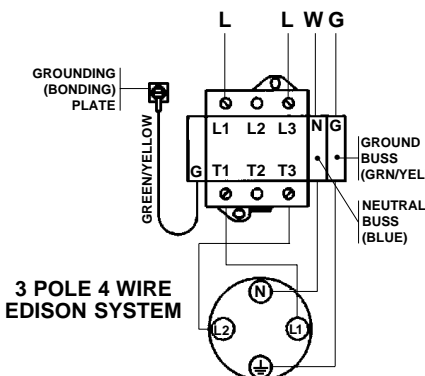 L L W G
GROUNDING
(BONDING)
PLATE
GREEN/YELLOW
L1 L2 L3 N G
G T1 T2 T3
GROUND
BUSS
(GRN/YEL
NEUTRAL
BUSS
(BLUE)
3 POLE 4 WIRE
EDISON SYSTEM
N
L2 L1